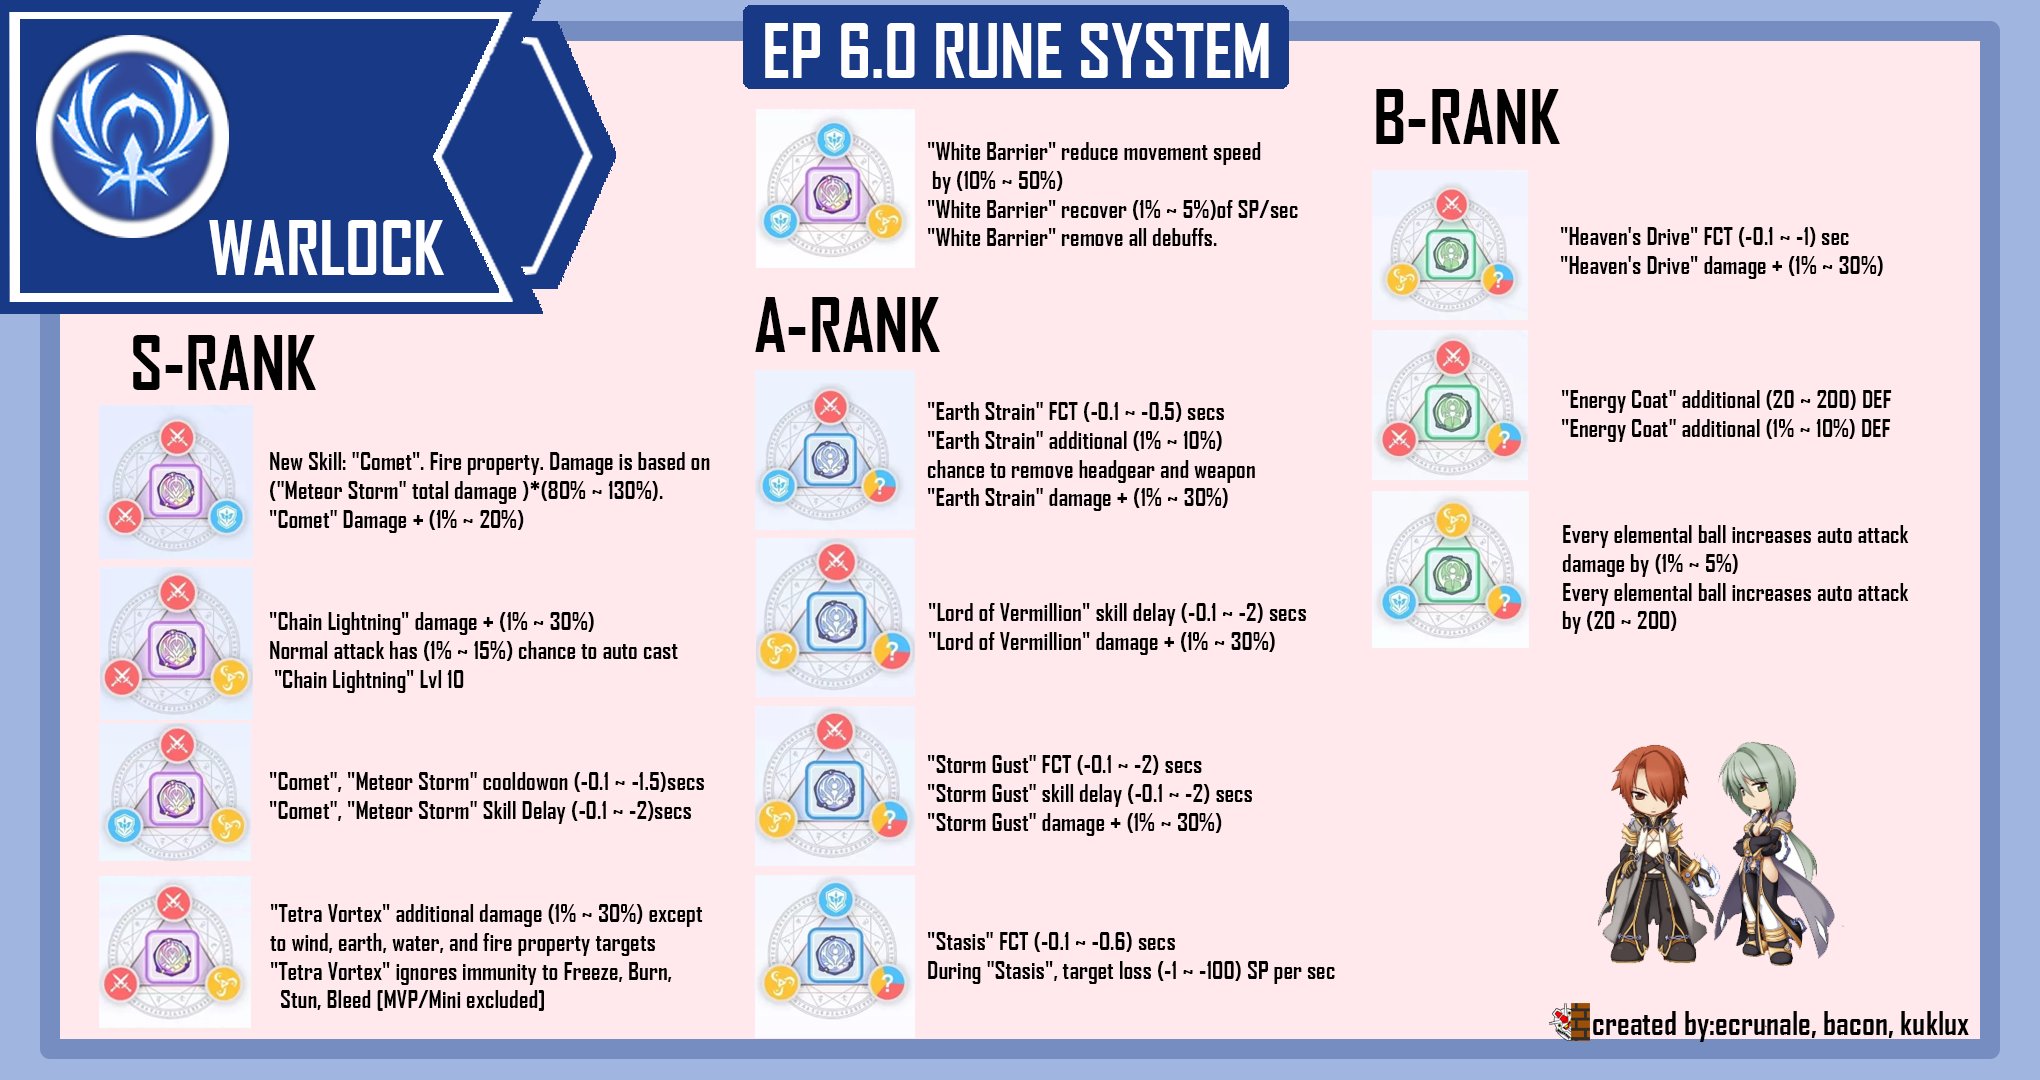 WARLOCK
EP 6.0 RUNE SYSTEM
S-RANK
New Skill: "Comet". Fire property. Damage is based on
("Meteor Storm" total damage )*(80% ~ 130%).
"Comet" Damage + (1% ~ 20%)
"Chain Lightning" damage + (1% ~ 30%)
Normal attack has (1% ~ 15%) chance to auto cast
"Chain Lightning" Lvl 10
"Comet", "Meteor Storm" cooldowon (-0.1 ~ -1.5)secs
"Comet", "Meteor Storm" Skill Delay (-0.1 ~ -2)secs
"Tetra Vortex" additional damage (1% ~ 30%) except
to wind, earth, water, and fire property targets
"Tetra Vortex" ignores immunity to Freeze, Burn,
Stun, Bleed [MVP/Mini excluded]
"White Barrier" reduce movement speed
by (10% ~ 50%)
"White Barrier" recover (1% ~ 5%)of SP/sec
"White Barrier" remove all debuffs.
A-RANK
"Earth Strain" FCT (-0.1 ~ -0.5) secs
"Earth Strain" additional (1% ~ 10%)
chance to remove headgear and weapon
"Earth Strain" damage + (1% ~ 30%)
?
"Lord of Vermillion" skill delay (-0.1 ~ -2) secs
"Lord of Vermillion" damage + (1% ~ 30%)
?
"Storm Gust" FCT (-0.1 ~ -2) secs
"Storm Gust" skill delay (-0.1 ~ -2) secs
"Storm Gust" damage + (1% ~ 30%)
?
"Stasis" FCT (-0.1 ~ -0.6) secs
During "Stasis", target loss (-1 ~ -100) SP per sec
?
B-RANK
"Heaven's Drive" FCT (-0.1 ~ -1) sec
"Heaven's Drive" damage + (1% ~ 30%)
?
"Energy Coat" additional (20 ~ 200) DEF
"Energy Coat" additional (1% ~ 10%) DEF
?
Every elemental ball increases auto attack
damage by (1% ~ 5%)
Every elemental ball increases auto attack
by (20 ~ 200)
?
created by:ecrunale, bacon, kuklux